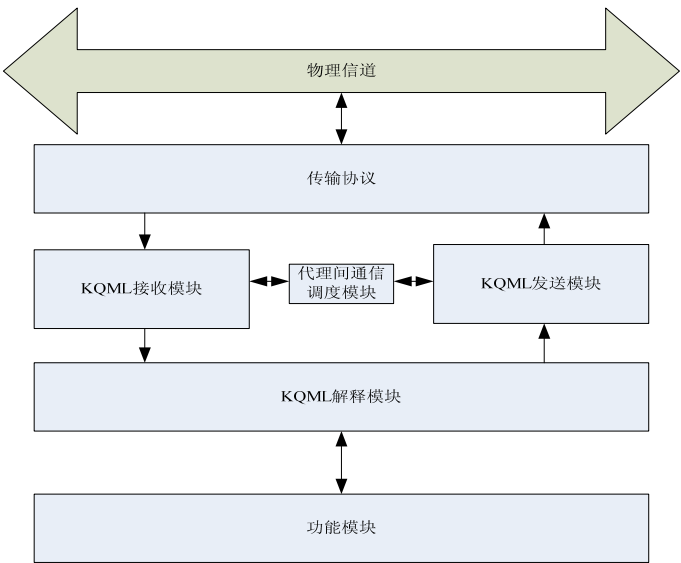 物理信道
传输协议
KQML接收模块
代理间通信
调度模块
KQML发送模块
KQML解释模块
功能模块